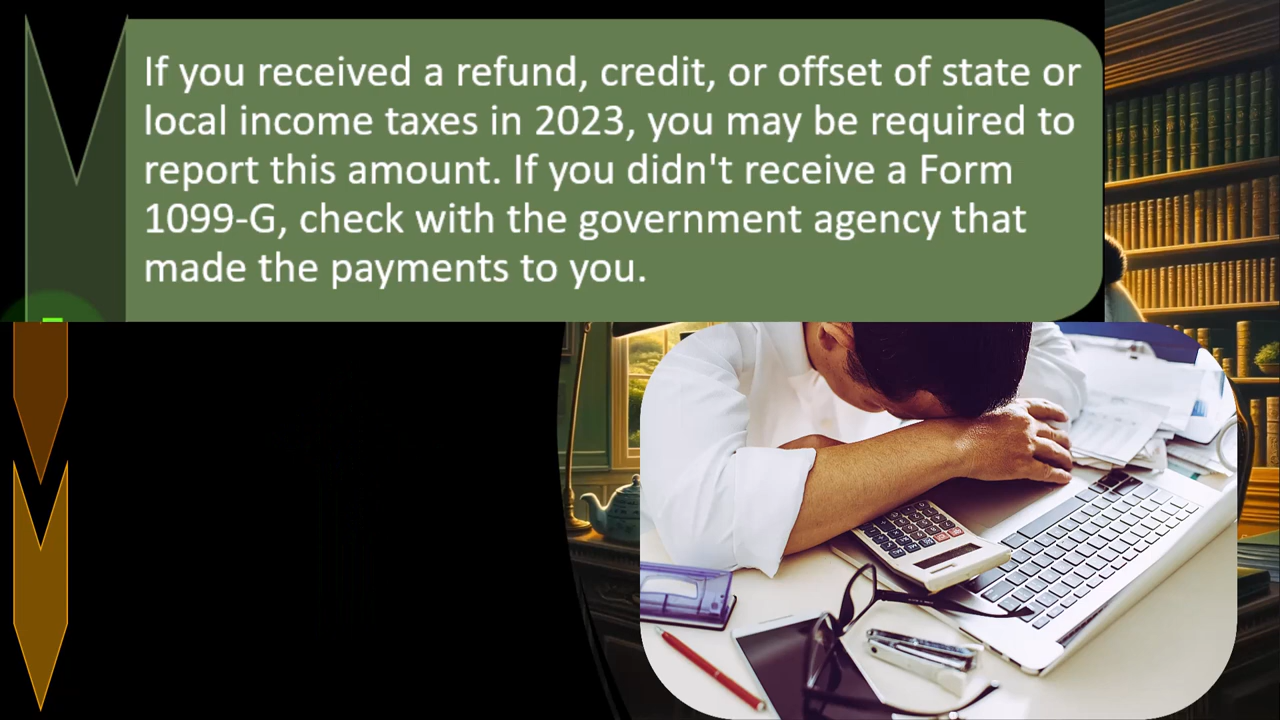 If you received a refund, credit, or offset of state or
local income taxes in 2023, you may be required to
report this amount. If you didn't receive a Form
1099-G, check with the government agency that
made the payments to you.